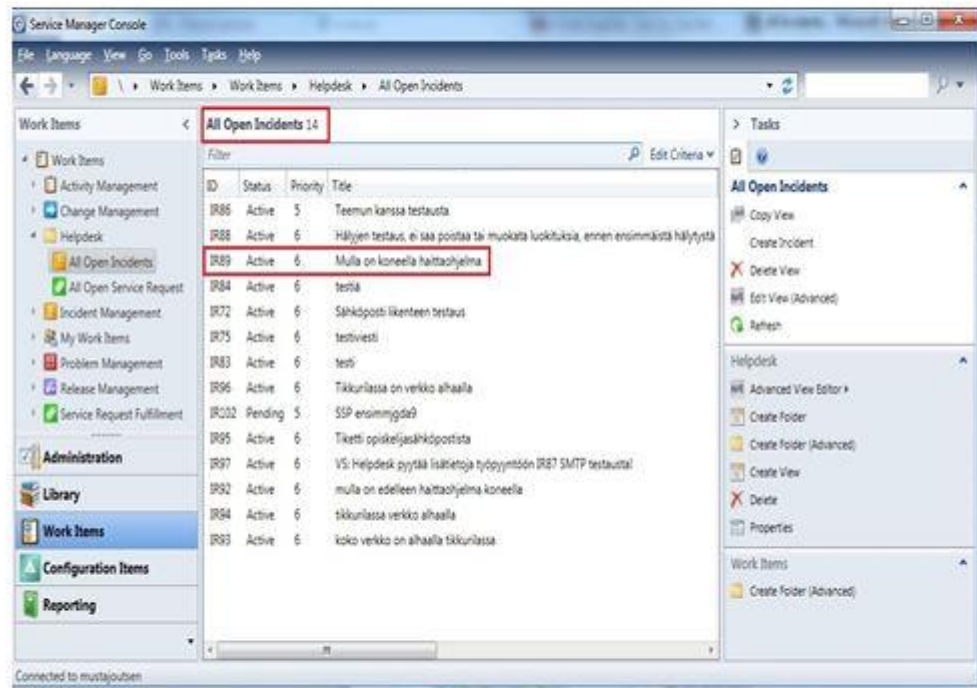 Service Manager Console
File Language View Go Tools Tasks Help
\ Work Items Work Items Helpdesk All Open Incidents
Work Items <
Work Items
Activity Management
Change Management
Helpdesk
All Open Incidents
All Open Service Request
Incident Management
My Work Items
Problem Management
Release Management
Service Request Fulfillment
Administration
Library
Work Items
Configuration Items
Reporting
All Open Incidents 14
Filter Edit Criteria
ID Status Priority Title
IR86 Active 5 Teemun kanssa testausta
IR88 Active 6 Hälyjen testaus, ei saa poistaa tai muokata luokituksia, ennen ensimmäistä hälytystä
IR89 Active 6 Mulla on koneella haittaohjelma
IR84 Active 6 testiä
IR72 Active 6 Sähköposti liikenteen testaus
IR75 Active 6 testiviesti
IR83 Active 6 testi
IR96 Active 6 Tikkurilassa on verkko alhaalla
IR102 Pending 5 SSP ensimmjgda9
IR95 Active 6 Tiketti opiskelijasähköpostista
IR97 Active 6 VS: Helpdesk pyytää lisätietoja työpyyntöön IR87 SMTP testausta!
IR92 Active 6 mulla on edelleen haittaohjelma koneella
IR94 Active 6 tikkurilassa verkko alhaalla
IR93 Active 6 koko verkko on alhaalla tikkurilassa
> Tasks
All Open Incidents
Copy View
Create Incident
Delete View
Edit View (Advanced)
Refresh
Helpdesk
Advanced View Editor
Create Folder
Create Folder (Advanced)
Create View
Delete
Properties
Work Items
Create Folder (Advanced)
Connected to mustajoutsen